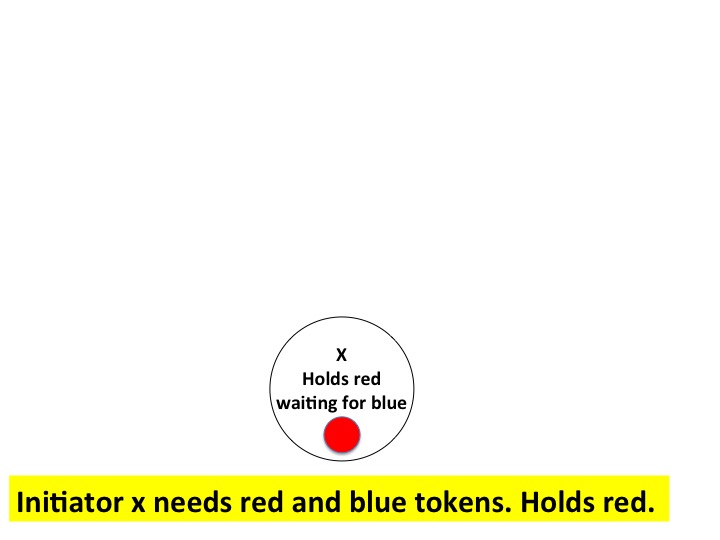 X
Holds red
waiting for blue
Initiator x needs red and blue tokens. Holds red.